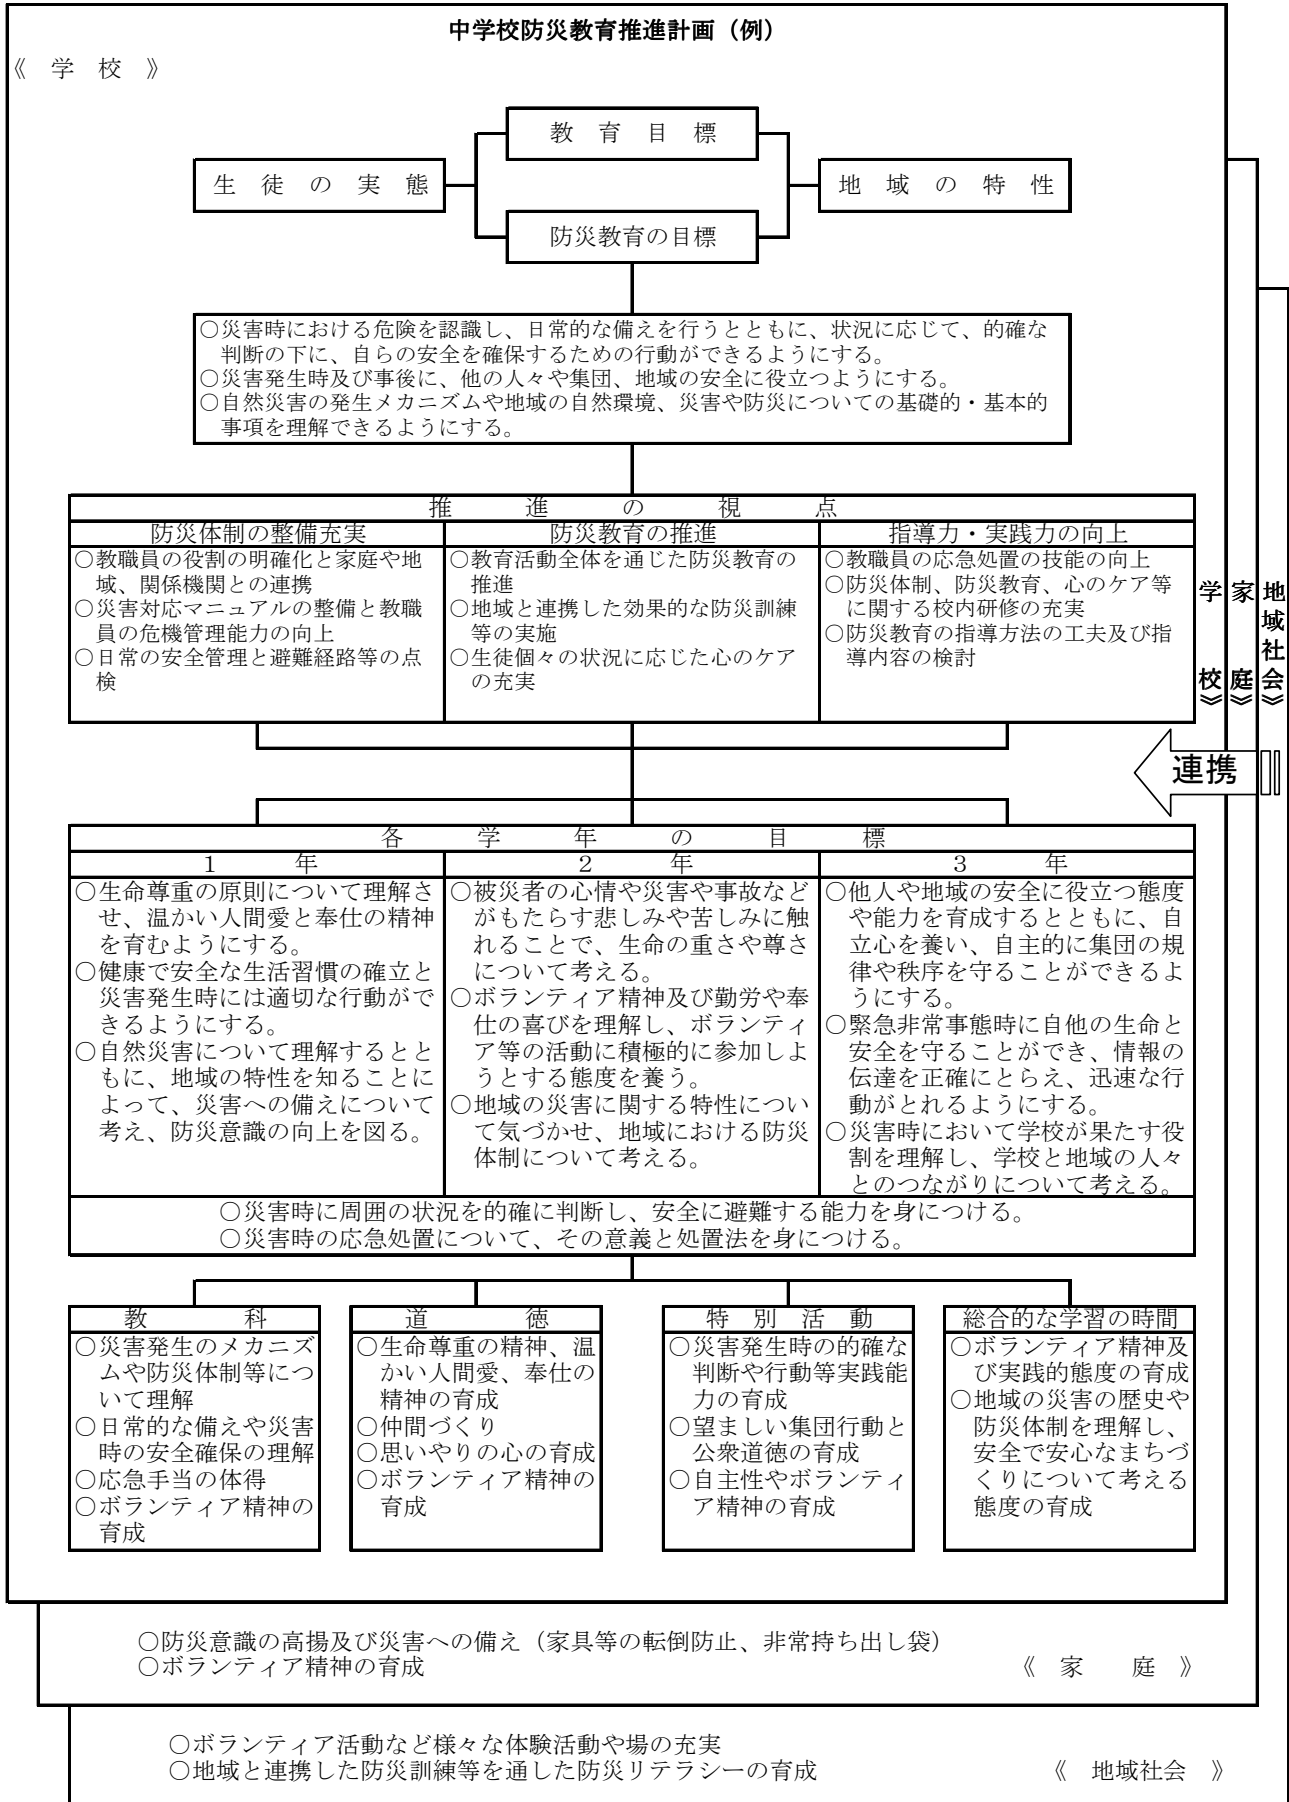 中学校防災教育推進計画（例）
《　学　校　》
教　育　目　標
生　徒　の　実　態
地　域　の　特　性
防災教育の目標
○災害時における危険を認識し、日常的な備えを行うとともに、状況に応じて、的確な
判断の下に、自らの安全を確保するための行動ができるようにする。
○災害発生時及び事後に、他の人々や集団、地域の安全に役立つようにする。
○自然災害の発生メカニズムや地域の自然環境、災害や防災についての基礎的・基本的
事項を理解できるようにする。
推　進　の　視　点
防災体制の整備充実
○教職員の役割の明確化と家庭や地
域、関係機関との連携
○災害対応マニュアルの整備と教職
員の危機管理能力の向上
○日常の安全管理と避難経路等の点
検
防災教育の推進
○教育活動全体を通じた防災教育の
推進
○地域と連携した効果的な防災訓練
等の実施
○生徒個々の状況に応じた心のケア
の充実
指導力・実践力の向上
○教職員の応急処置の技能の向上
○防災体制、防災教育、心のケア等
に関する校内研修の充実
○防災教育の指導方法の工夫及び指
導内容の検討
学　校》
家　庭》
地域社会》
連携
各　学　年　の　目　標
１　年
○生命尊重の原則について理解さ
せ、温かい人間愛と奉仕の精神
を育むようにする。
○健康で安全な生活習慣の確立と
災害発生時には適切な行動がで
きるようにする。
○自然災害について理解するとと
もに、地域の特性を知ることに
よって、災害への備えについて
考え、防災意識の向上を図る。
２　年
○被災者の心情や災害や事故など
がもたらす悲しみや苦しみに触
れることで、生命の重さや尊さ
について考える。
○ボランティア精神及び勤労や奉
仕の喜びを理解し、ボランティ
ア等の活動に積極的に参加しよ
うとする態度を養う。
○地域の災害に関する特性につい
て気づかせ、地域における防災
体制について考える。
３　年
○他人や地域の安全に役立つ態度
や能力を育成するとともに、自
立心を養い、自主的に集団の規
律や秩序を守ることができるよ
うにする。
○緊急非常事態時に自他の生命と
安全を守ることができ、情報の
伝達を正確にとらえ、迅速な行
動がとれるようにする。
○災害時において学校が果たす役
割を理解し、学校と地域の人々
とのつながりについて考える。
○災害時に周囲の状況を的確に判断し、安全に避難する能力を身につける。
○災害時の応急処置について、その意義と処置法を身につける。
教　科
○災害発生のメカニズ
ムや防災体制等につ
いて理解
○日常的な備えや災害
時の安全確保の理解
○応急手当の体得
○ボランティア精神の
育成
道　徳
○生命尊重の精神、温
かい人間愛、奉仕の
精神の育成
○仲間づくり
○思いやりの心の育成
○ボランティア精神の
育成
特　別　活　動
○災害発生時の的確な
判断や行動等実践能
力の育成
○望ましい集団行動と
公衆道徳の育成
○自主性やボランティ
ア精神の育成
総合的な学習の時間
○ボランティア精神及
び実践的態度の育成
○地域の災害の歴史や
防災体制を理解し、
安全で安心なまちづ
くりについて考える
態度の育成
○防災意識の高揚及び災害への備え（家具等の転倒防止、非常持ち出し袋）
○ボランティア精神の育成
《　家　庭　》
○ボランティア活動など様々な体験活動や場の充実
○地域と連携した防災訓練等を通した防災リテラシーの育成
《　地域社会　》